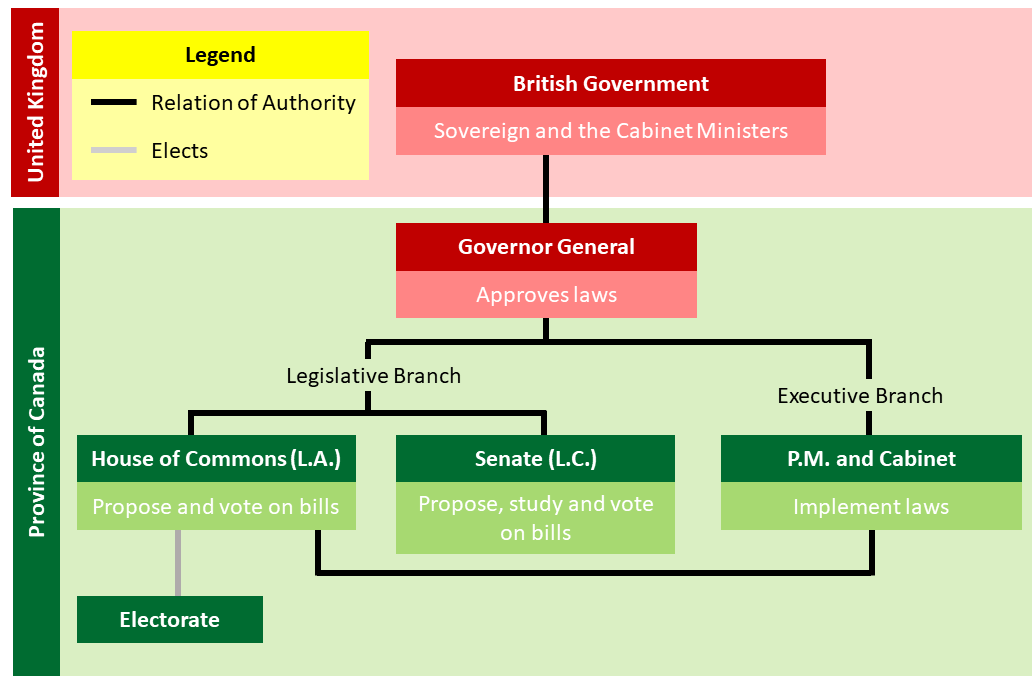 United Kingdom
Legend
Relation of Authority
Elects
British Government
Sovereign and the Cabinet Ministers
Province of Canada
Governor General
Approves laws
Legislative Branch
Executive Branch
House of Commons (L.A.)
Propose and vote on bills
Senate (L.C.)
Propose, study and vote
on bills
P.M. and Cabinet
Implement laws
Electorate